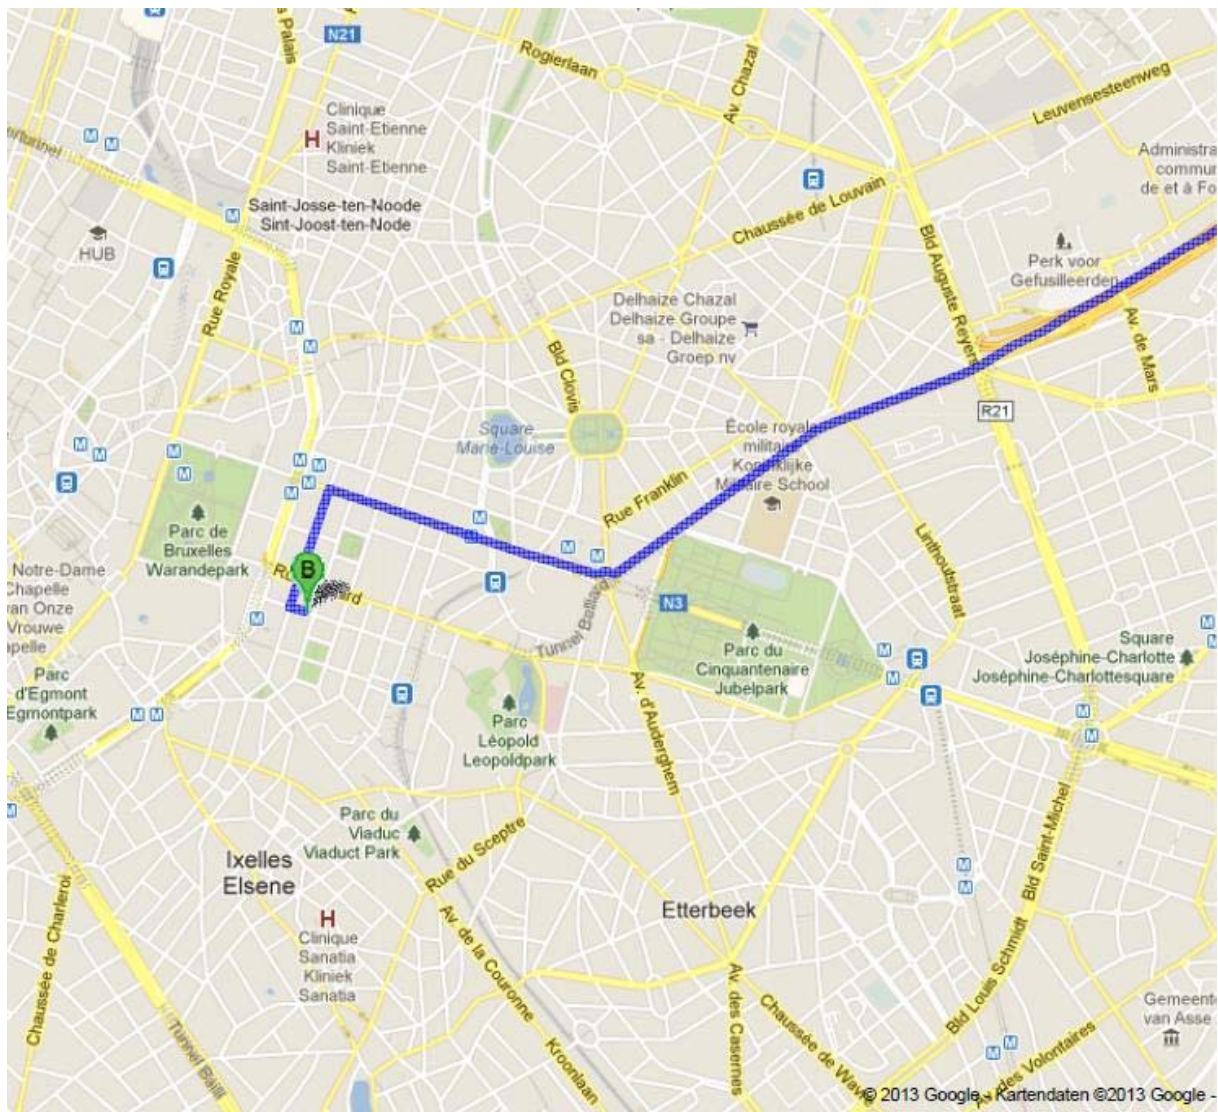 N21
s Palais
Rogierlaan
Av. Chazal
Leuvensesteenweg
Clinique
Saint-Etienne
Kliniek
Saint-Etienne
H
M
Administra
commun
de et à Fo
Saint-Josse-ten-Noode
Sint-Joost-ten-Node
Chaussée de Louvain
HUB
Rue Royale
Bld Auguste Reyers
Perk voor
Gefusilleerden
Delhaize Chazal
Delhaize Groupe
sa - Delhaize
Groep nv
Av. de Mars
Bld Clovis
R21
Square
Marie-Louise
École royale
militaire
Koninklijke
Militaire School
Rue Franklin
Parc de
Bruxelles
Warandepark
Linthoutstraat
B
Notre-Dame
Chapelle
van Onze
Vrouwe
apelle
N3
Tunnel Belliard
Parc du
Cinquantenaire
Jubelpark
Square
Joséphine-Charlotte
Joséphine-Charlottesquare
Parc
d'Egmont
Egmontpark
Av. d'Auderghem
Parc
Léopold
Leopoldpark
Parc du
Viaduc
Viaduct Park
Rue du Sceptre
Ixelles
Elsene
Bld Saint-Michel
Chaussée de Charleroi
H
Clinique
Sanatia
Kliniek
Sanatia
Etterbeek
Av. de la Couronne
Bld Louis Schmidt
Av. des Casernes
Chaussée de Wavre
Gemeente
van Asse
Tunnel Bailli
Kroonlaan
Av. des Volontaires
© 2013 Google - Kartendaten ©2013 Google -